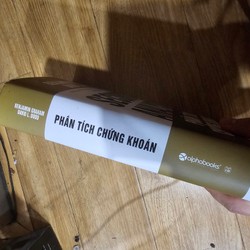 BENJAMIN GRAHAM
DAVID L. DODD
PHÂN TÍCH CHỨNG KHOÁN
alphabooks